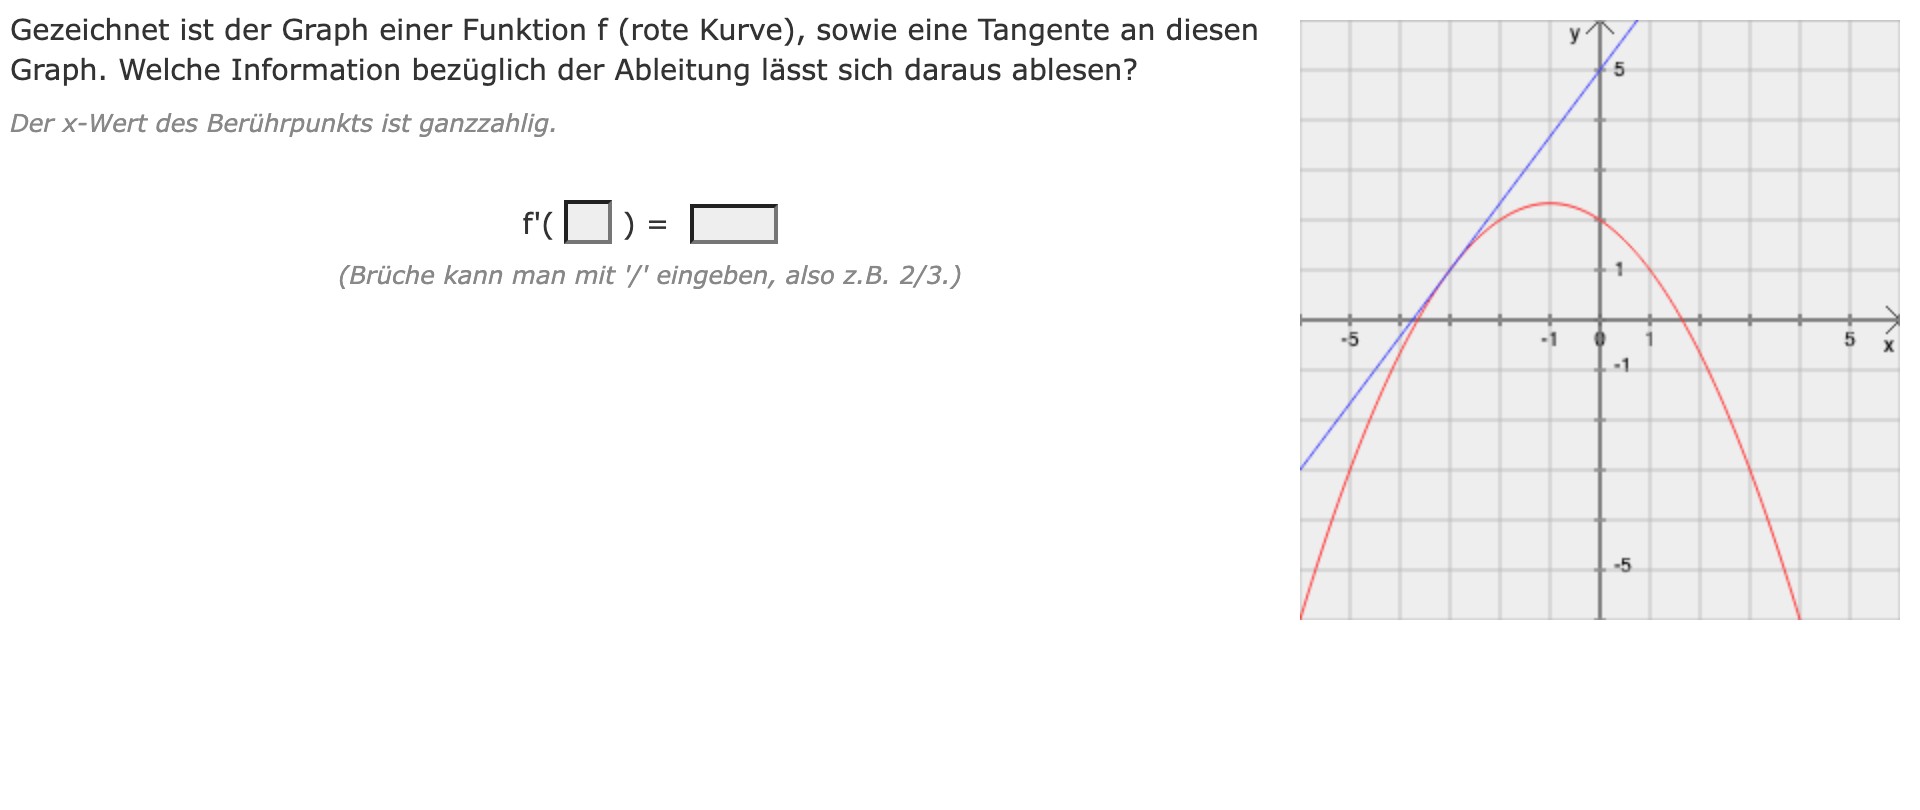 Gezeichnet ist der Graph einer Funktion f (rote Kurve), sowie eine Tangente an diesen
Graph. Welche Information bezüglich der Ableitung lässt sich daraus ablesen?
Der x-Wert des Berührpunkts ist ganzzahlig.
f'( ) =
(Brüche kann man mit '/' eingeben, also z.B. 2/3.)
y
5
1
-5 -1 0 1 5 x
-1
-5